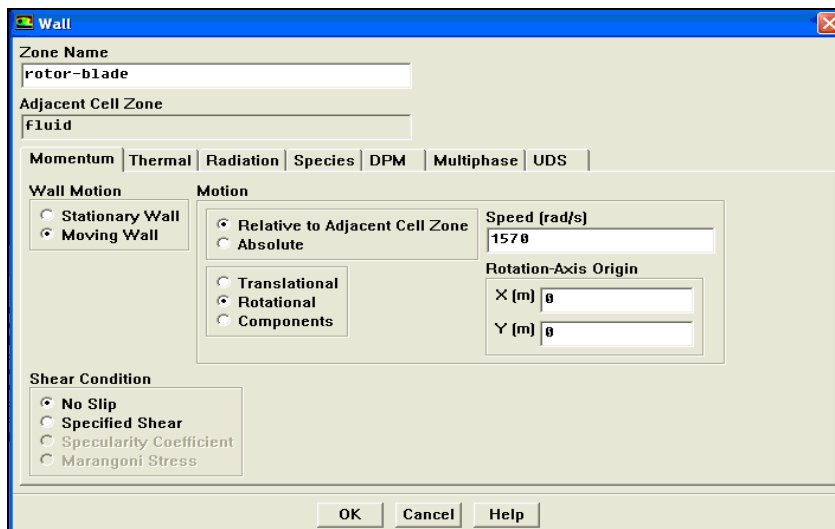 Wall
Zone Name
rotor-blade
Adjacent Cell Zone
fluid
Momentum Thermal Radiation Species DPM Multiphase UDS
Wall Motion
Stationary Wall
Moving Wall
Motion
Relative to Adjacent Cell Zone
Absolute
Translational
Rotational
Components
Speed (rad/s)
1570
Rotation-Axis Origin
X (m) 0
Y (m) 0
Shear Condition
No Slip
Specified Shear
Specularity Coefficient
Marangoni Stress
OK Cancel Help